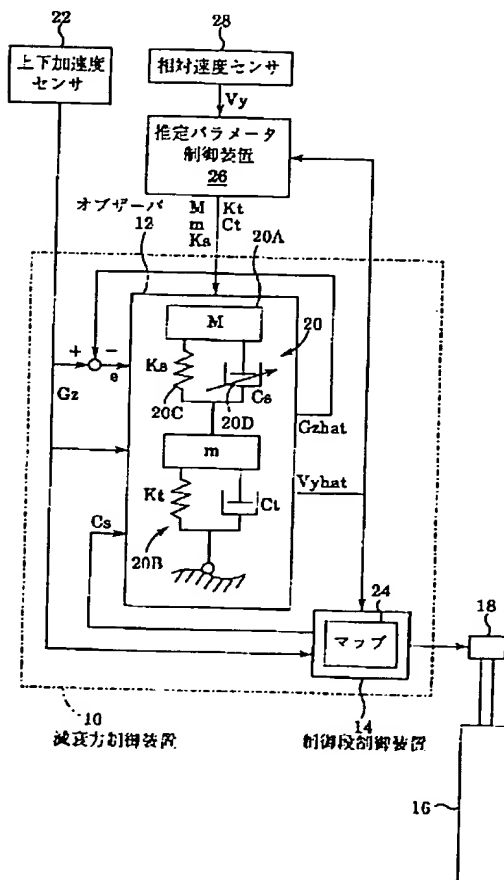 22
28
上下加速度
センサ
相対速度センサ
Vy
推定パラメータ
制御装置
26
オブザーバ
12
M Kt
m Ct
Ks
20A
M
+
-
e
Gz
Ks
20C
20D
Cs
20
Gzhat
m
Vyhat
Kt
Ct
Cs
20B
24
マップ
18
10
減衰力制御装置
14
制御段制御装置
16